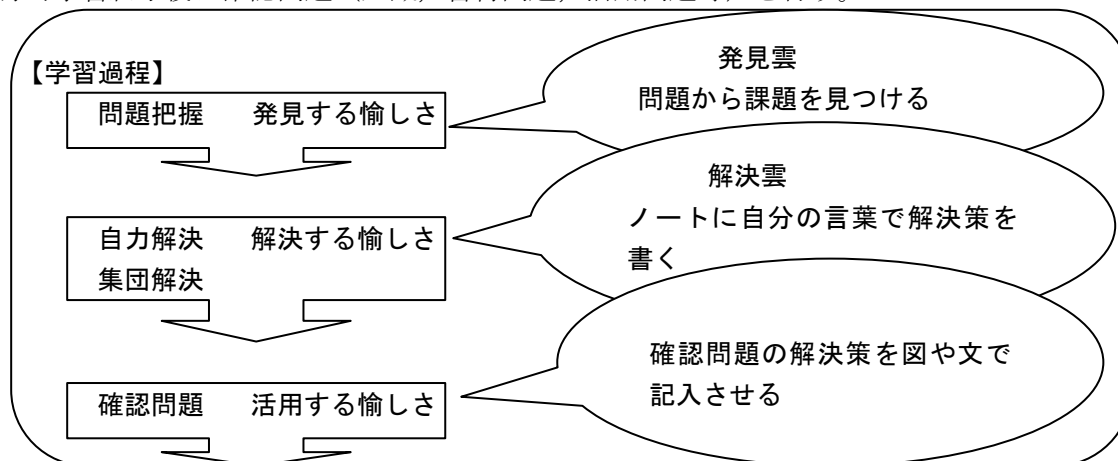 【学習過程】
発見雲
問題から課題を見つける
問題把握 発見する愉しさ
解決雲
ノートに自分の言葉で解決策を
書く
自力解決 解決する愉しさ
集団解決
確認問題の解決策を図や文で
記入させる
確認問題 活用する愉しさ